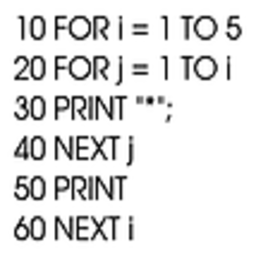 10 FOR i = 1 TO 5
20 FOR j = 1 TO i
30 PRINT "*";
40 NEXT j
50 PRINT
60 NEXT i